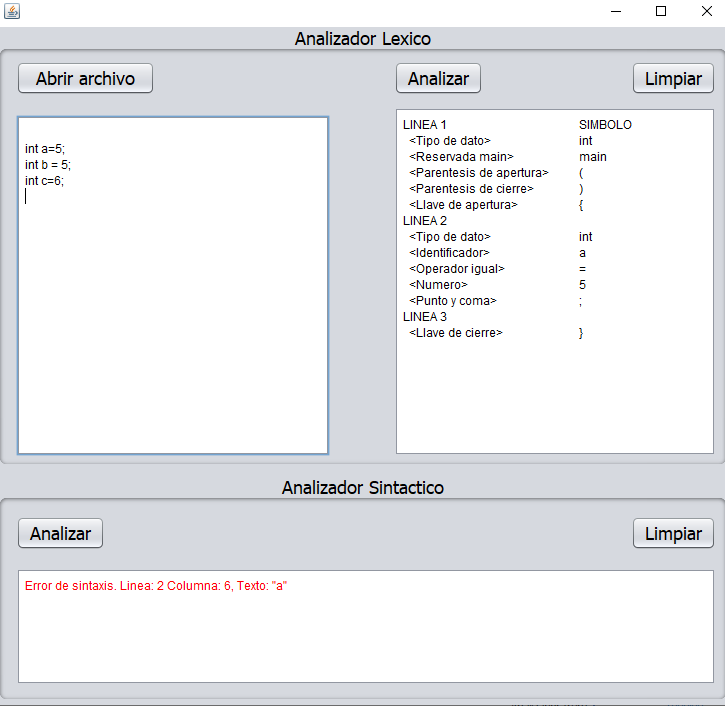 Analizador Lexico
Abrir archivo
Analizar
Limpiar
int a=5;
int b = 5;
int c=6;
LINEA 1 SIMBOLO
<Tipo de dato> int
<Reservada main> main
<Parentesis de apertura> (
<Parentesis de cierre> )
<Llave de apertura> {
LINEA 2
<Tipo de dato> int
<Identificador> a
<Operador igual> =
<Numero> 5
<Punto y coma> ;
LINEA 3
<Llave de cierre> }
Analizador Sintactico
Analizar
Limpiar
Error de sintaxis. Linea: 2 Columna: 6, Texto: "a"